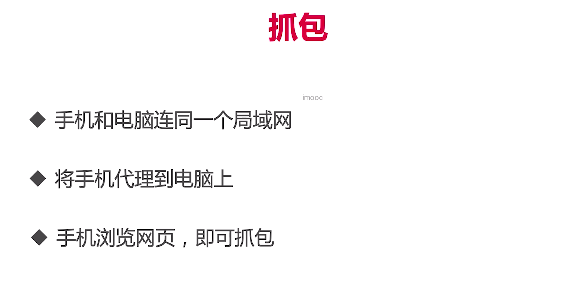 抓包
imooc
◆ 手机和电脑连同一个局域网
◆ 将手机代理到电脑上
◆ 手机浏览网页，即可抓包